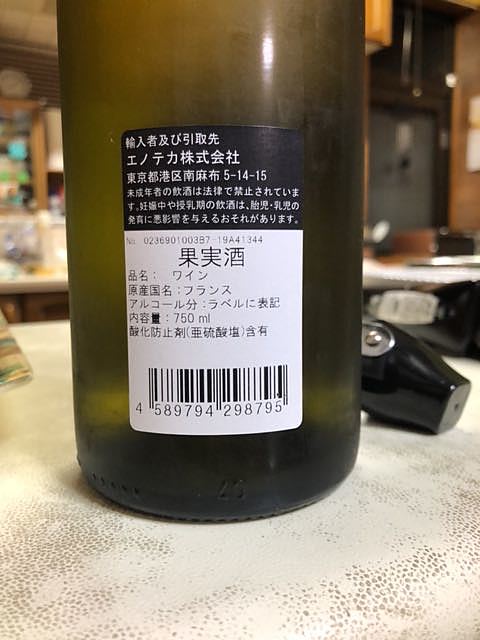 輸入者及び引取先
エノテカ株式会社
東京都港区南麻布 5-14-15
未成年者の飲酒は法律で禁止されていま
す。妊娠中や授乳期の飲酒は、胎児・乳児の
発育に悪影響を与えるおそれがあります。
No. 0236901003B7-19A41344
果実酒
品名： ワイン
原産国名：フランス
アルコール分：ラベルに表記
内容量：750 ml
酸化防止剤(亜硫酸塩)含有
4 589794 298795